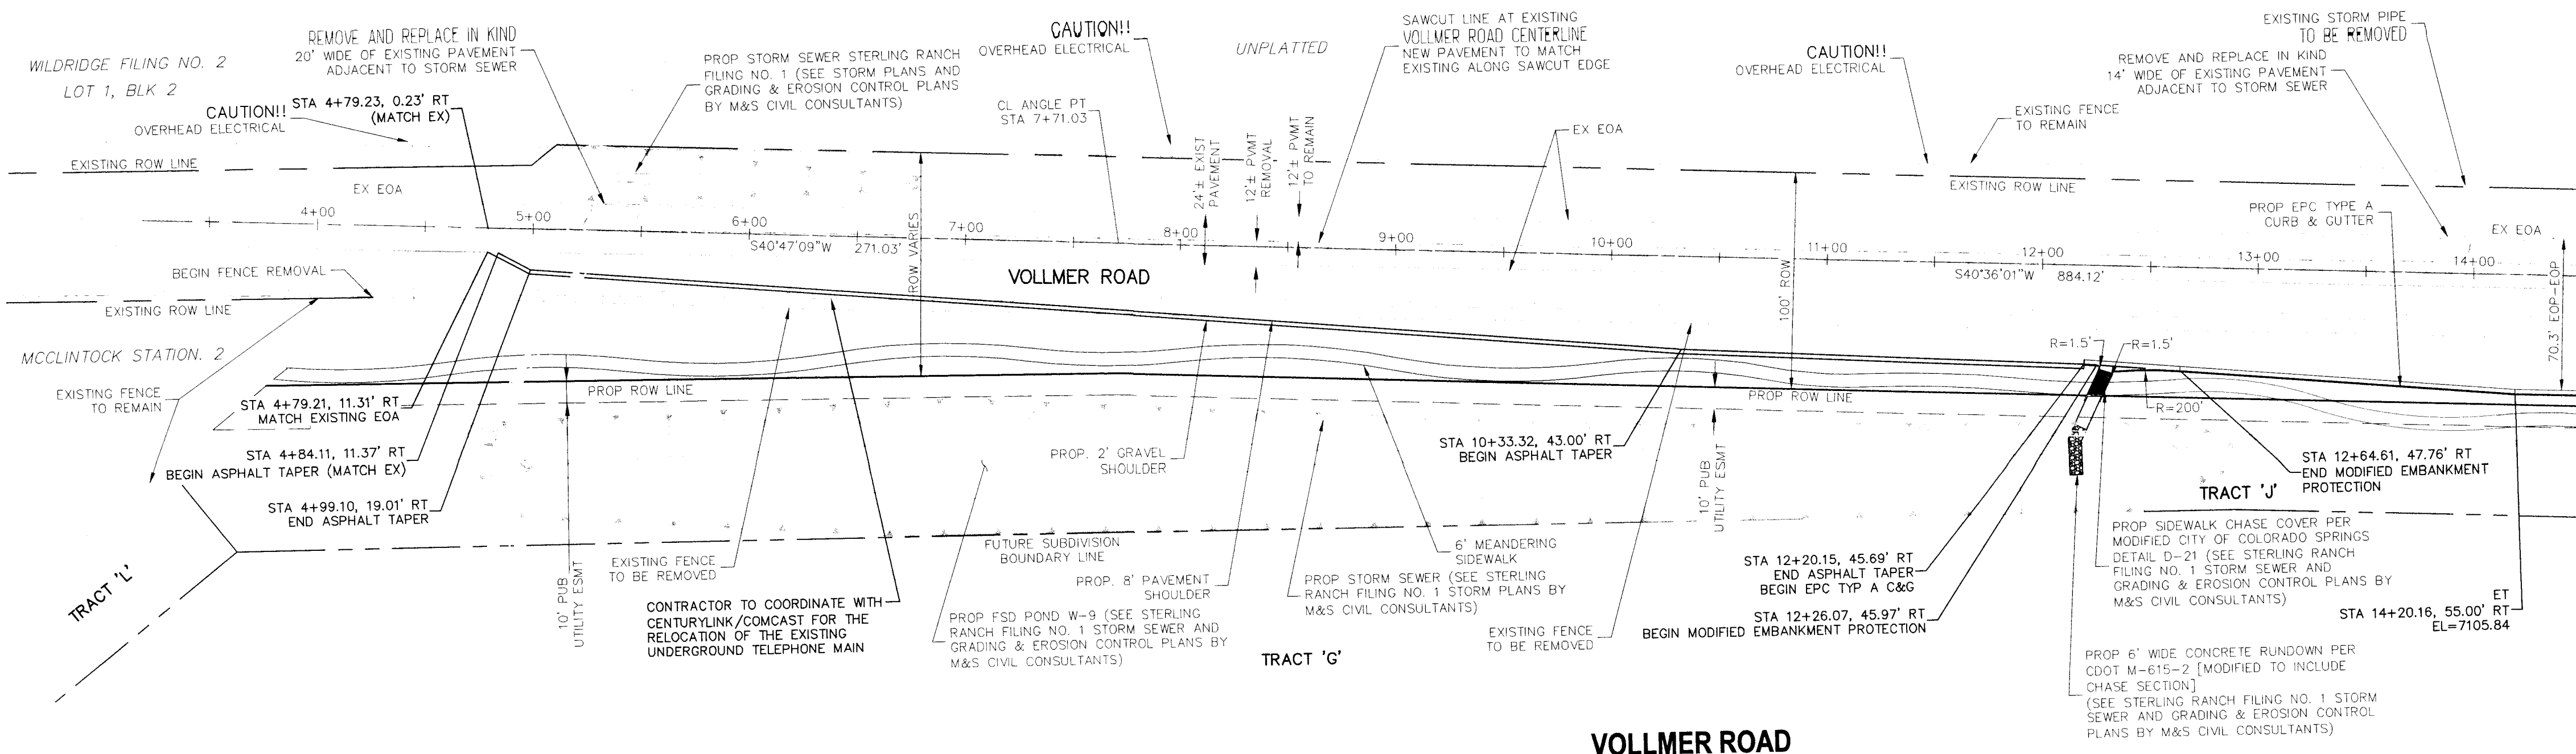 WILDRIDGE FILING NO. 2
LOT 1, BLK 2
REMOVE AND REPLACE IN KIND
20' WIDE OF EXISTING PAVEMENT
ADJACENT TO STORM SEWER
CAUTION!!
OVERHEAD ELECTRICAL
STA 4+79.23, 0.23' RT
(MATCH EX)
PROP STORM SEWER STERLING RANCH
FILING NO. 1 (SEE STORM PLANS AND
GRADING & EROSION CONTROL PLANS
BY M&S CIVIL CONSULTANTS)
CAUTION!!
OVERHEAD ELECTRICAL
CL ANGLE PT
STA 7+71.03
UNPLATTED
SAWCUT LINE AT EXISTING
VOLLMER ROAD CENTERLINE
NEW PAVEMENT TO MATCH
EXISTING ALONG SAWCUT EDGE
EX EOA
CAUTION!!
OVERHEAD ELECTRICAL
EXISTING FENCE
TO REMAIN
EXISTING STORM PIPE
TO BE REMOVED
REMOVE AND REPLACE IN KIND
14' WIDE OF EXISTING PAVEMENT
ADJACENT TO STORM SEWER
EXISTING ROW LINE
EX EOA
24'± EXIST
PAVEMENT
12'± PVMT
REMOVAL
12'± PVMT
TO REMAIN
EXISTING ROW LINE
PROP EPC TYPE A
CURB & GUTTER
EX EOA
4+00
5+00
6+00
7+00
8+00
9+00
10+00
11+00
12+00
13+00
14+00
S40°47'09"W 271.03'
S40°36'01"W 884.12'
ROW VARIES
100' ROW
70.3' EOP-EOP
VOLLMER ROAD
BEGIN FENCE REMOVAL
EXISTING ROW LINE
MCCLINTOCK STATION. 2
EXISTING FENCE
TO REMAIN
R=1.5'
R=1.5'
R=200'
PROP ROW LINE
PROP ROW LINE
STA 4+79.21, 11.31' RT
MATCH EXISTING EOA
STA 4+84.11, 11.37' RT
BEGIN ASPHALT TAPER (MATCH EX)
STA 4+99.10, 19.01' RT
END ASPHALT TAPER
PROP. 2' GRAVEL
SHOULDER
STA 10+33.32, 43.00' RT
BEGIN ASPHALT TAPER
10' PUB
UTILITY ESMT
STA 12+64.61, 47.76' RT
END MODIFIED EMBANKMENT
PROTECTION
TRACT 'J'
TRACT 'L'
10' PUB
UTILITY ESMT
EXISTING FENCE
TO BE REMOVED
CONTRACTOR TO COORDINATE WITH
CENTURYLINK/COMCAST FOR THE
RELOCATION OF THE EXISTING
UNDERGROUND TELEPHONE MAIN
FUTURE SUBDIVISION
BOUNDARY LINE
PROP. 8' PAVEMENT
SHOULDER
PROP FSD POND W-9 (SEE STERLING
RANCH FILING NO. 1 STORM SEWER AND
GRADING & EROSION CONTROL PLANS BY
M&S CIVIL CONSULTANTS)
6' MEANDERING
SIDEWALK
PROP STORM SEWER (SEE STERLING
RANCH FILING NO. 1 STORM PLANS BY
M&S CIVIL CONSULTANTS)
TRACT 'G'
EXISTING FENCE
TO BE REMOVED
STA 12+20.15, 45.69' RT
END ASPHALT TAPER
BEGIN EPC TYP A C&G
STA 12+26.07, 45.97' RT
BEGIN MODIFIED EMBANKMENT PROTECTION
PROP SIDEWALK CHASE COVER PER
MODIFIED CITY OF COLORADO SPRINGS
DETAIL D-21 (SEE STERLING RANCH
FILING NO. 1 STORM SEWER AND
GRADING & EROSION CONTROL PLANS BY
M&S CIVIL CONSULTANTS)
ET
STA 14+20.16, 55.00' RT
EL=7105.84
PROP 6' WIDE CONCRETE RUNDOWN PER
CDOT M-615-2 [MODIFIED TO INCLUDE
CHASE SECTION]
(SEE STERLING RANCH FILING NO. 1 STORM
SEWER AND GRADING & EROSION CONTROL
PLANS BY M&S CIVIL CONSULTANTS)
VOLLMER ROAD